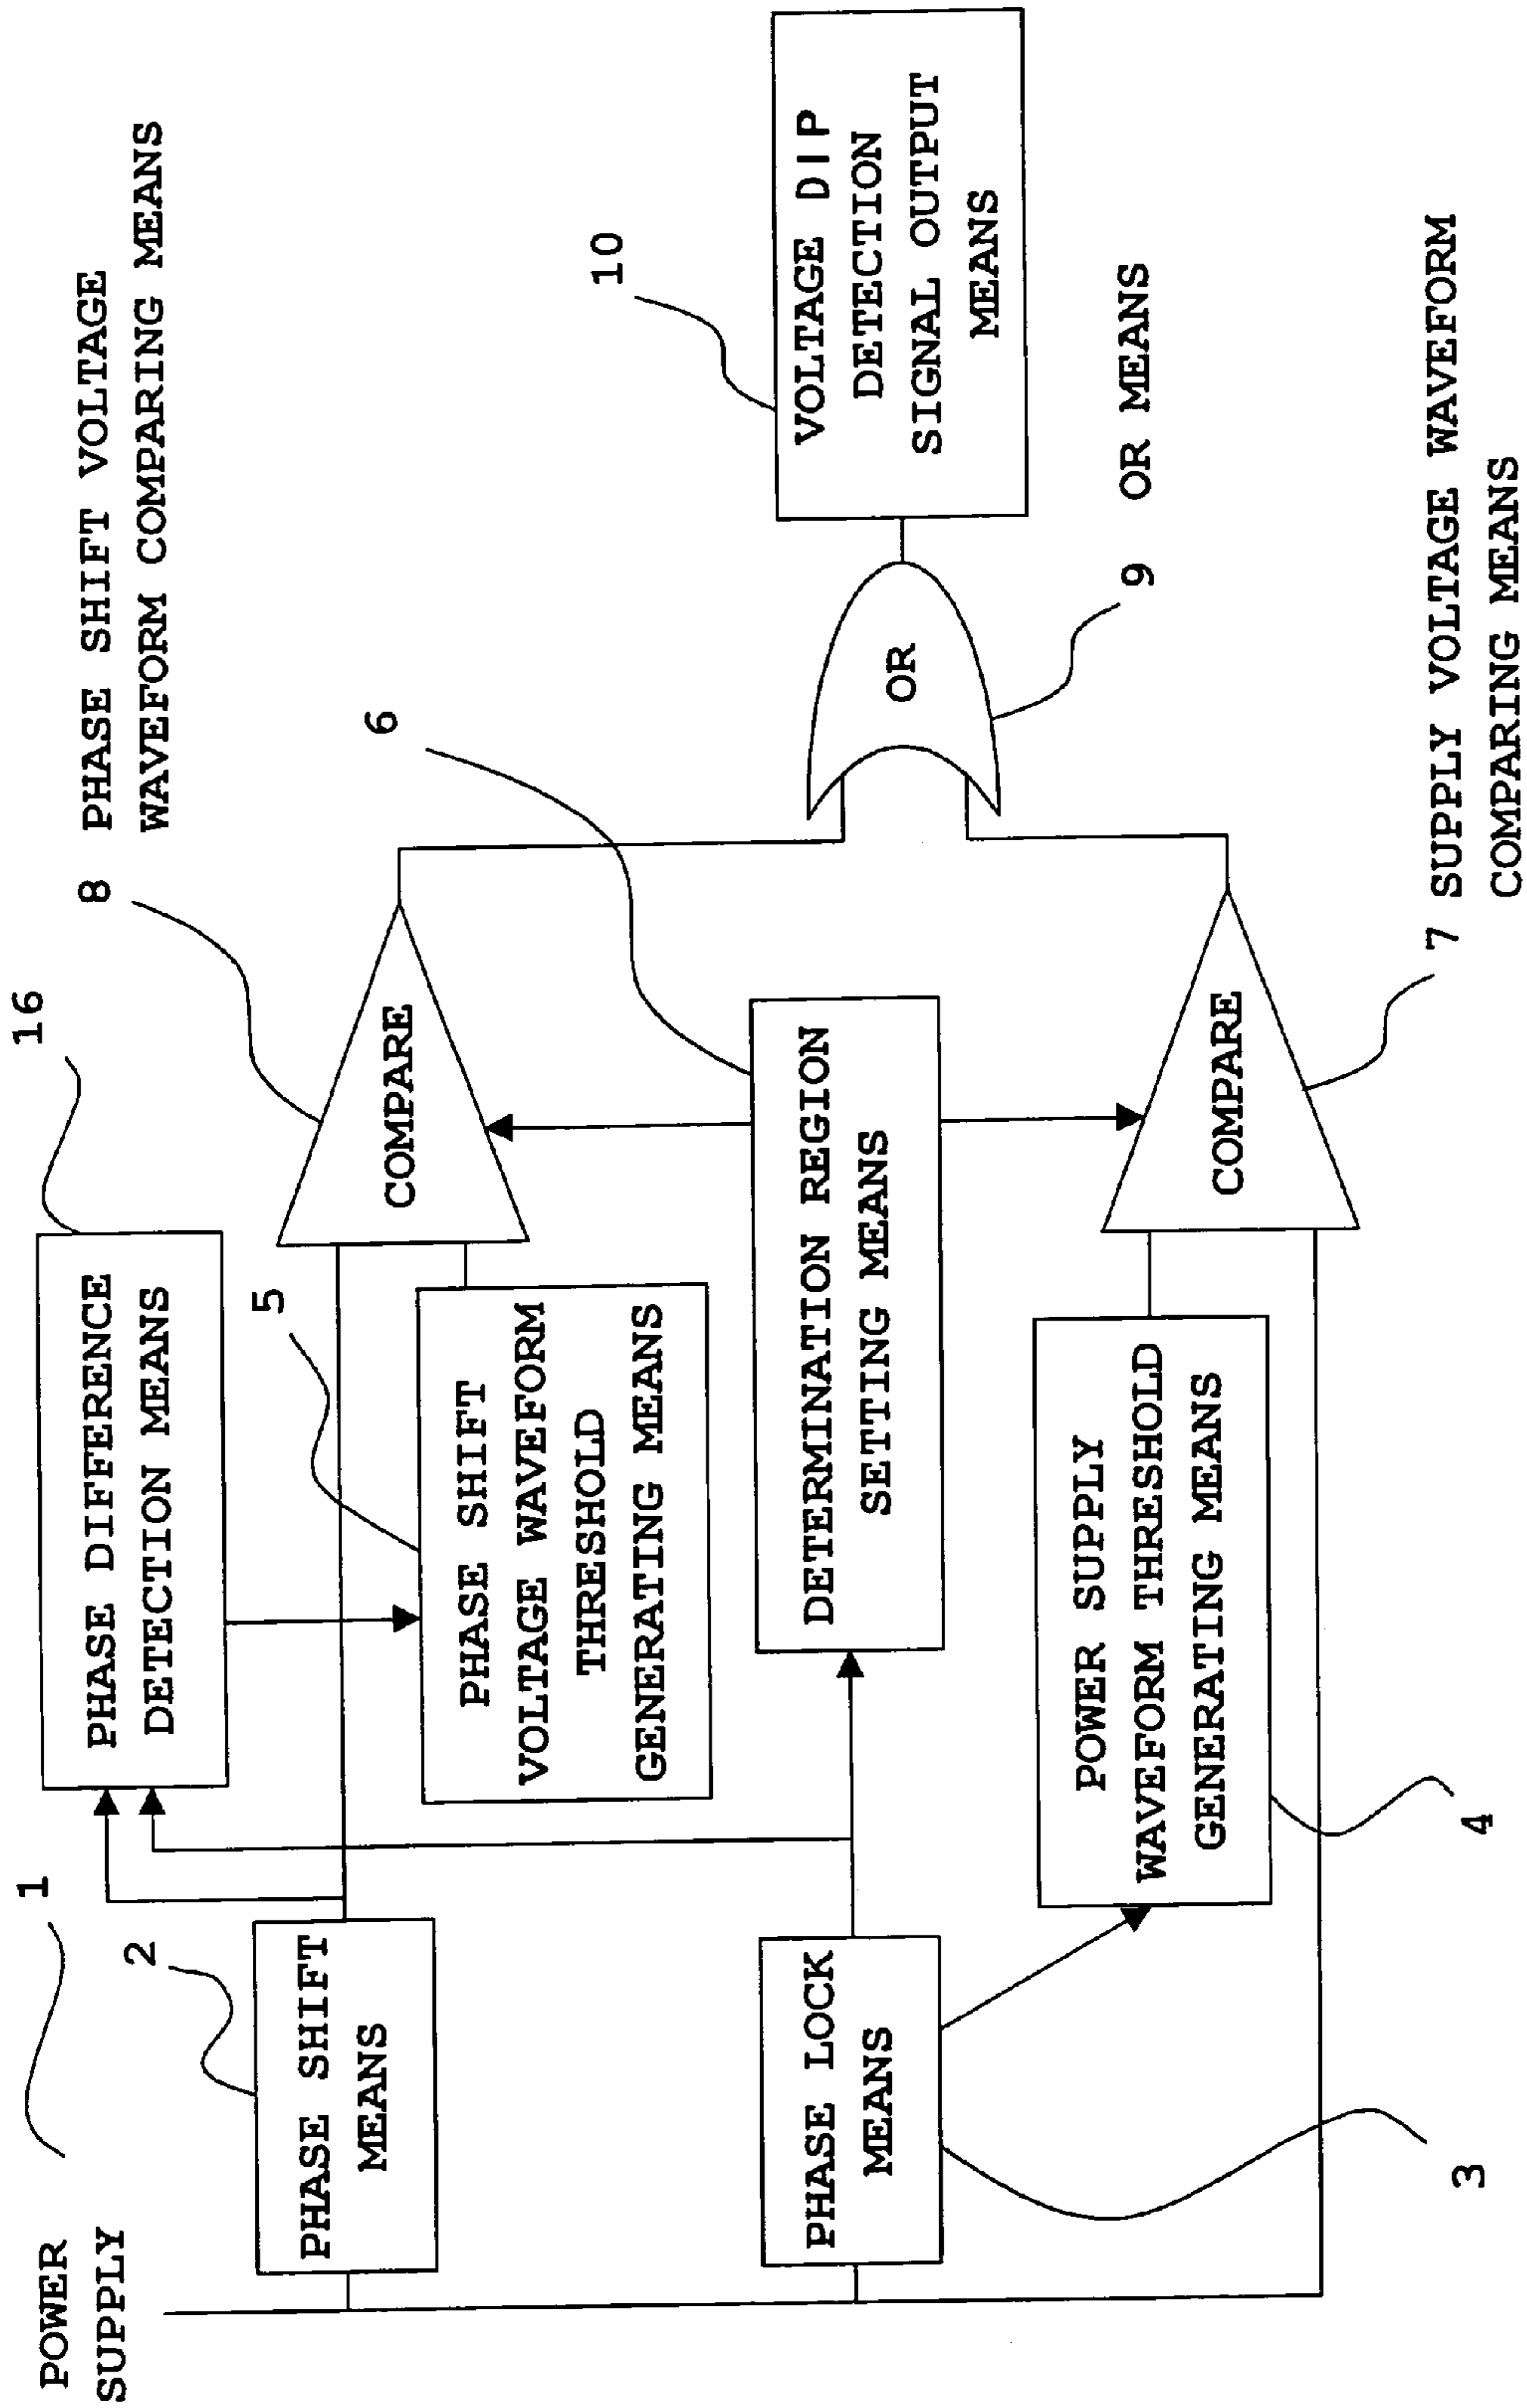 POWER
SUPPLY
1
2
PHASE SHIFT
MEANS
PHASE LOCK
MEANS
3
16
PHASE DIFFERENCE
DETECTION MEANS
5
PHASE SHIFT
VOLTAGE WAVEFORM
THRESHOLD
GENERATING MEANS
6
DETERMINATION REGION
SETTING MEANS
POWER SUPPLY
WAVEFORM THRESHOLD
GENERATING MEANS
4
8 PHASE SHIFT VOLTAGE
WAVEFORM COMPARING MEANS
COMPARE
COMPARE
7 SUPPLY VOLTAGE WAVEFORM
COMPARING MEANS
OR
9 OR MEANS
10
VOLTAGE DIP
DETECTION
SIGNAL OUTPUT
MEANS